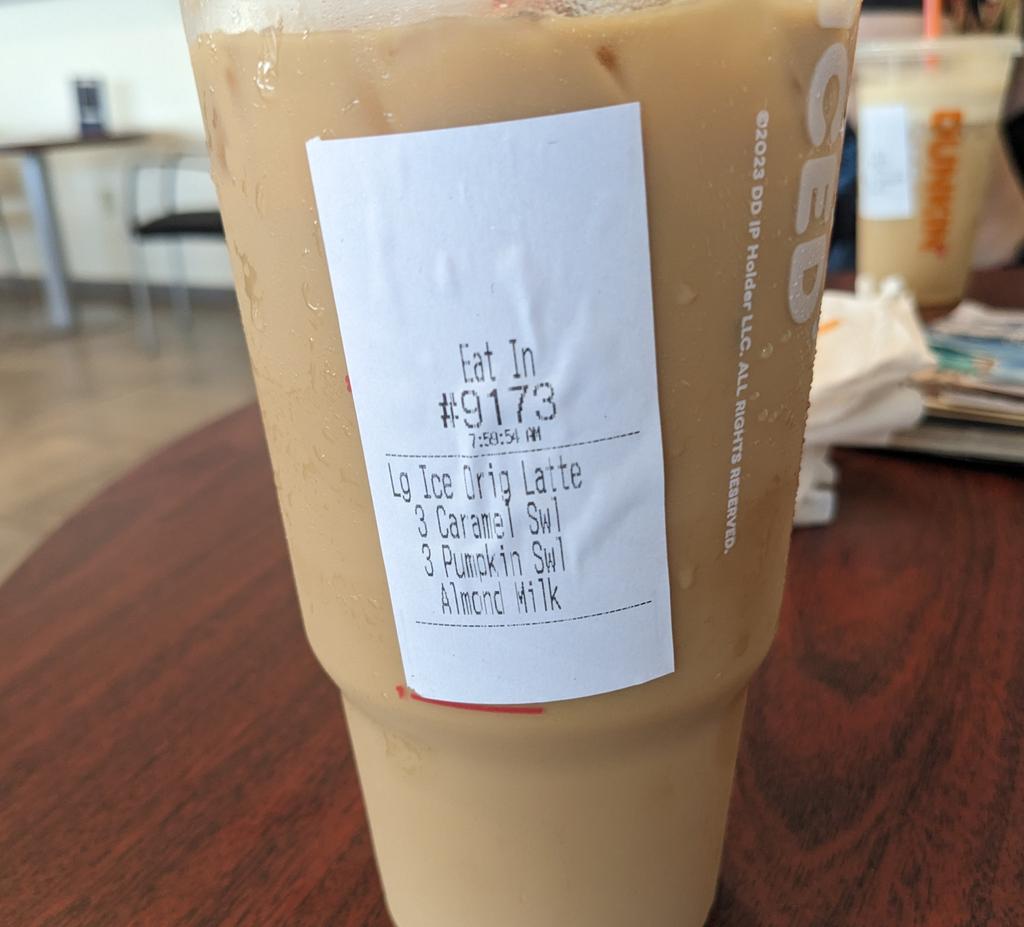 Eat In
#9173
7:59:54 AM
Lg Ice Orig Latte
3 Caramel Swl
3 Pumpkin Swl
Almond Milk
©2023 DD IP Holder LLC. ALL RIGHTS RESERVED.
ICED
DUNKIN'